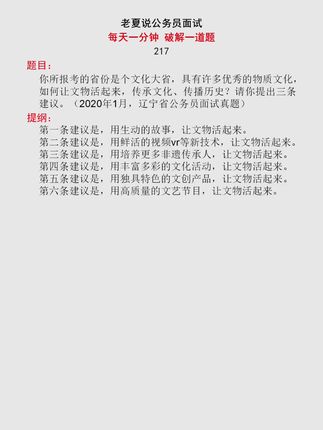 老夏说公务员面试
每天一分钟 破解一道题
217
题目：
你所报考的省份是个文化大省，具有许多优秀的物质文化，
如何让文物活起来，传承文化、传播历史？请你提出三条
建议。（2020年1月，辽宁省公务员面试真题）
提纲：
第一条建议是，用生动的故事，让文物活起来。
第二条建议是，用鲜活的视频vr等新技术，让文物活起来。
第三条建议是，用培养更多非遗传承人，让文物活起来。
第四条建议是，用丰富多彩的文化活动，让文物活起来。
第五条建议是，用独具特色的文创产品，让文物活起来。
第六条建议是，用高质量的文艺节目，让文物活起来。